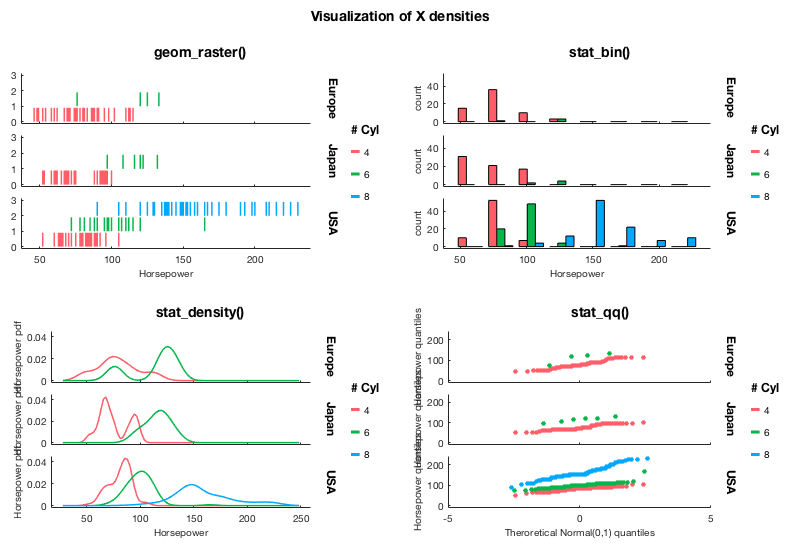 Visualization of X densities
geom_raster()
3
2
1
0
Europe
3
2
1
0
Japan
3
2
1
0
USA
50
100
150
200
Horsepower
# Cyl
4
6
8
stat_bin()
count
40
20
0
Europe
count
40
20
0
Japan
count
40
20
0
USA
50
100
150
200
Horsepower
# Cyl
4
6
8
stat_density()
Horsepower pdf
0.04
0.02
0
Europe
Horsepower pdf
0.04
0.02
0
Japan
Horsepower pdf
0.04
0.02
0
USA
50
100
150
200
250
Horsepower
# Cyl
4
6
8
stat_qq()
Horsepower quantiles
200
100
0
Europe
Horsepower quantiles
200
100
0
Japan
Horsepower quantiles
200
100
0
USA
-5
0
5
Theroretical Normal(0,1) quantiles
# Cyl
4
6
8